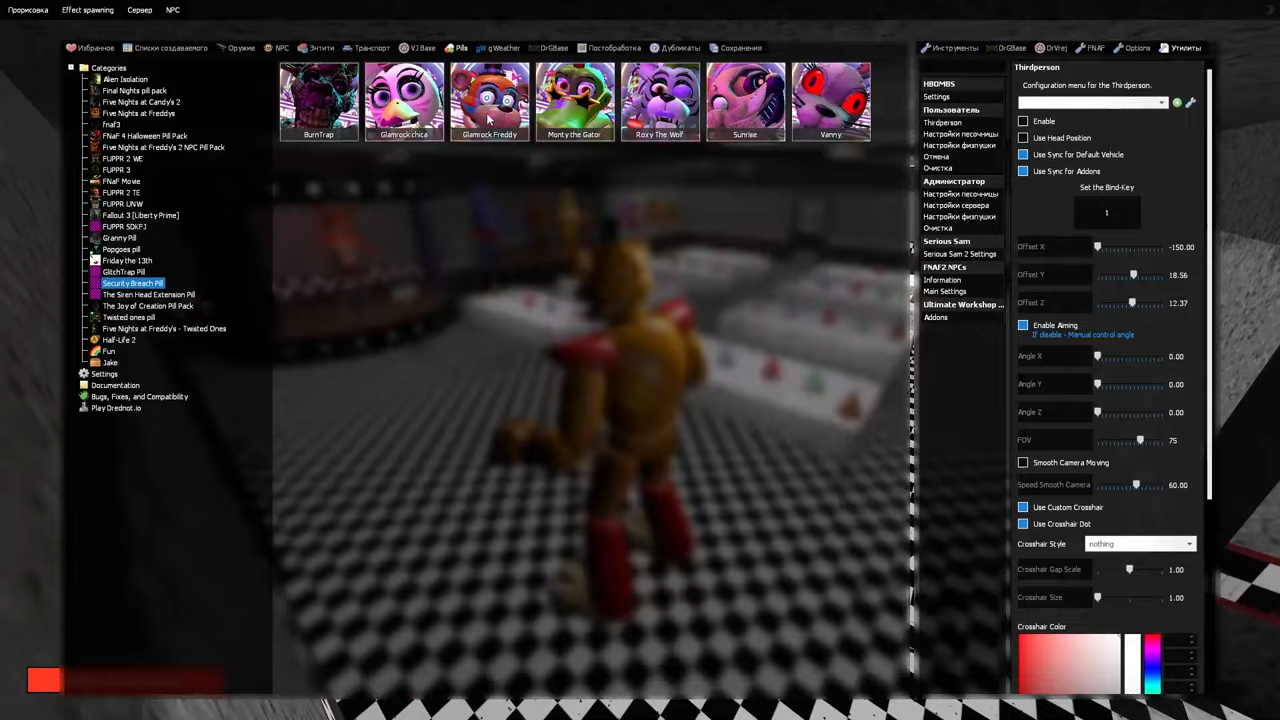 Прорисовка Effect spawning Сервер NPC
Избранное Списки создаваемого Оружие NPC Энтити Транспорт VJ Base Pils gWeather DrGBase Постобработка Дубликаты Сохранения
Инструменты DrGBase DrVrej FNAF Options Утилиты
Categories
Alien Isolation
Final Nights pill pack
Five Nights at Candy's 2
Five Nights at Freddys
fnaf3
FNAF 4 Halloween Pill Pack
Five Nights at Freddy's 2 NPC Pill Pack
FUPPR 2 WE
FUPPR 3
FNaF Movie
FUPPR 2 TE
FUPPR UNW
Fallout 3 [Liberty Prime]
FUPPR SDKFJ
Granny Pill
Popgoes pill
Friday the 13th
GlitchTrap Pill
Security Breach Pill
The Siren Head Extension Pill
The Joy of Creation Pill Pack
Twisted ones pill
Five Nights at Freddy's - Twisted Ones
Half-Life 2
Fun
Jake
Settings
Documentation
Bugs, Fixes, and Compatibility
Play Drednot.io
BurnTrap
Glamrock chica
Glamrock Freddy
Monty the Gator
Roxy The Wolf
Sunrise
Vanny
HBOMBS
Settings
Пользователь
Thirdperson
Настройки песочницы
Настройки физпушки
Отмена
Очистка
Администратор
Настройки песочницы
Настройки сервера
Настройки физпушки
Очистка
Serious Sam
Serious Sam 2 Settings
FNAF2 NPCs
Information
Main Settings
Ultimate Workshop ...
Addons
Thirdperson
Configuration menu for the Thirdperson.
Enable
Use Head Position
Use Sync for Default Vehicle
Use Sync for Addons
Set the Bind-Key
1
Offset X -150.00
Offset Y 18.56
Offset Z 12.37
Enable Aiming
If disable - Manual control angle
Angle X 0.00
Angle Y 0.00
Angle Z 0.00
FOV 75
Smooth Camera Moving
Speed Smooth Camera 60.00
Use Custom Crosshair
Use Crosshair Dot
Crosshair Style nothing
Crosshair Gap Scale 1.00
Crosshair Size 1.00
Crosshair Color